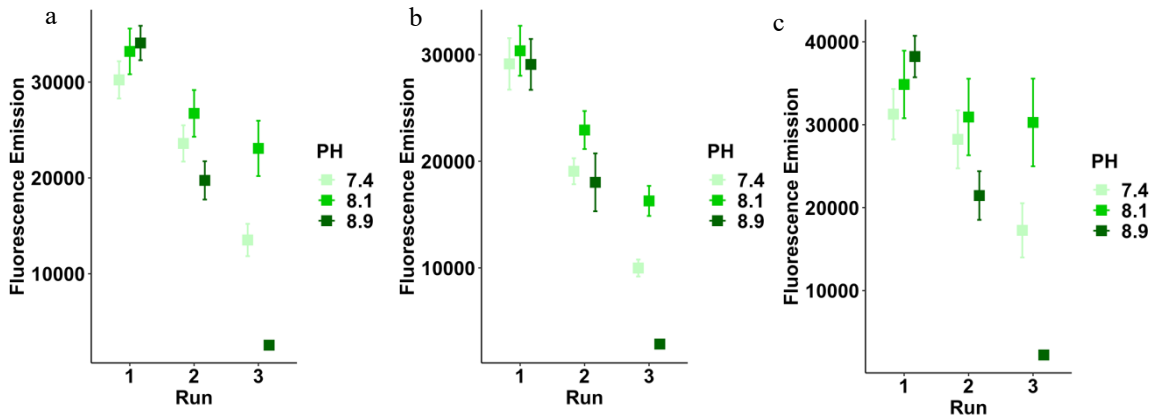 a
Fluorescence Emission
30000
20000
10000
1 2 3
Run
PH
7.4
8.1
8.9
b
Fluorescence Emission
30000
20000
10000
1 2 3
Run
PH
7.4
8.1
8.9
c
Fluorescence Emission
40000
30000
20000
10000
1 2 3
Run
PH
7.4
8.1
8.9